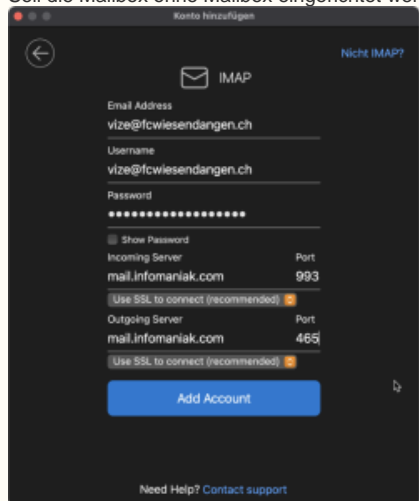 Konto hinzufügen
Nicht IMAP?
IMAP
Email Address
vize@fcwiesendangen.ch
Username
vize@fcwiesendangen.ch
Password
••••••••••••••••••
Show Password
Incoming Server Port
mail.infomaniak.com 993
Use SSL to connect (recommended)
Outgoing Server Port
mail.infomaniak.com 465
Use SSL to connect (recommended)
Add Account
Need Help? Contact support